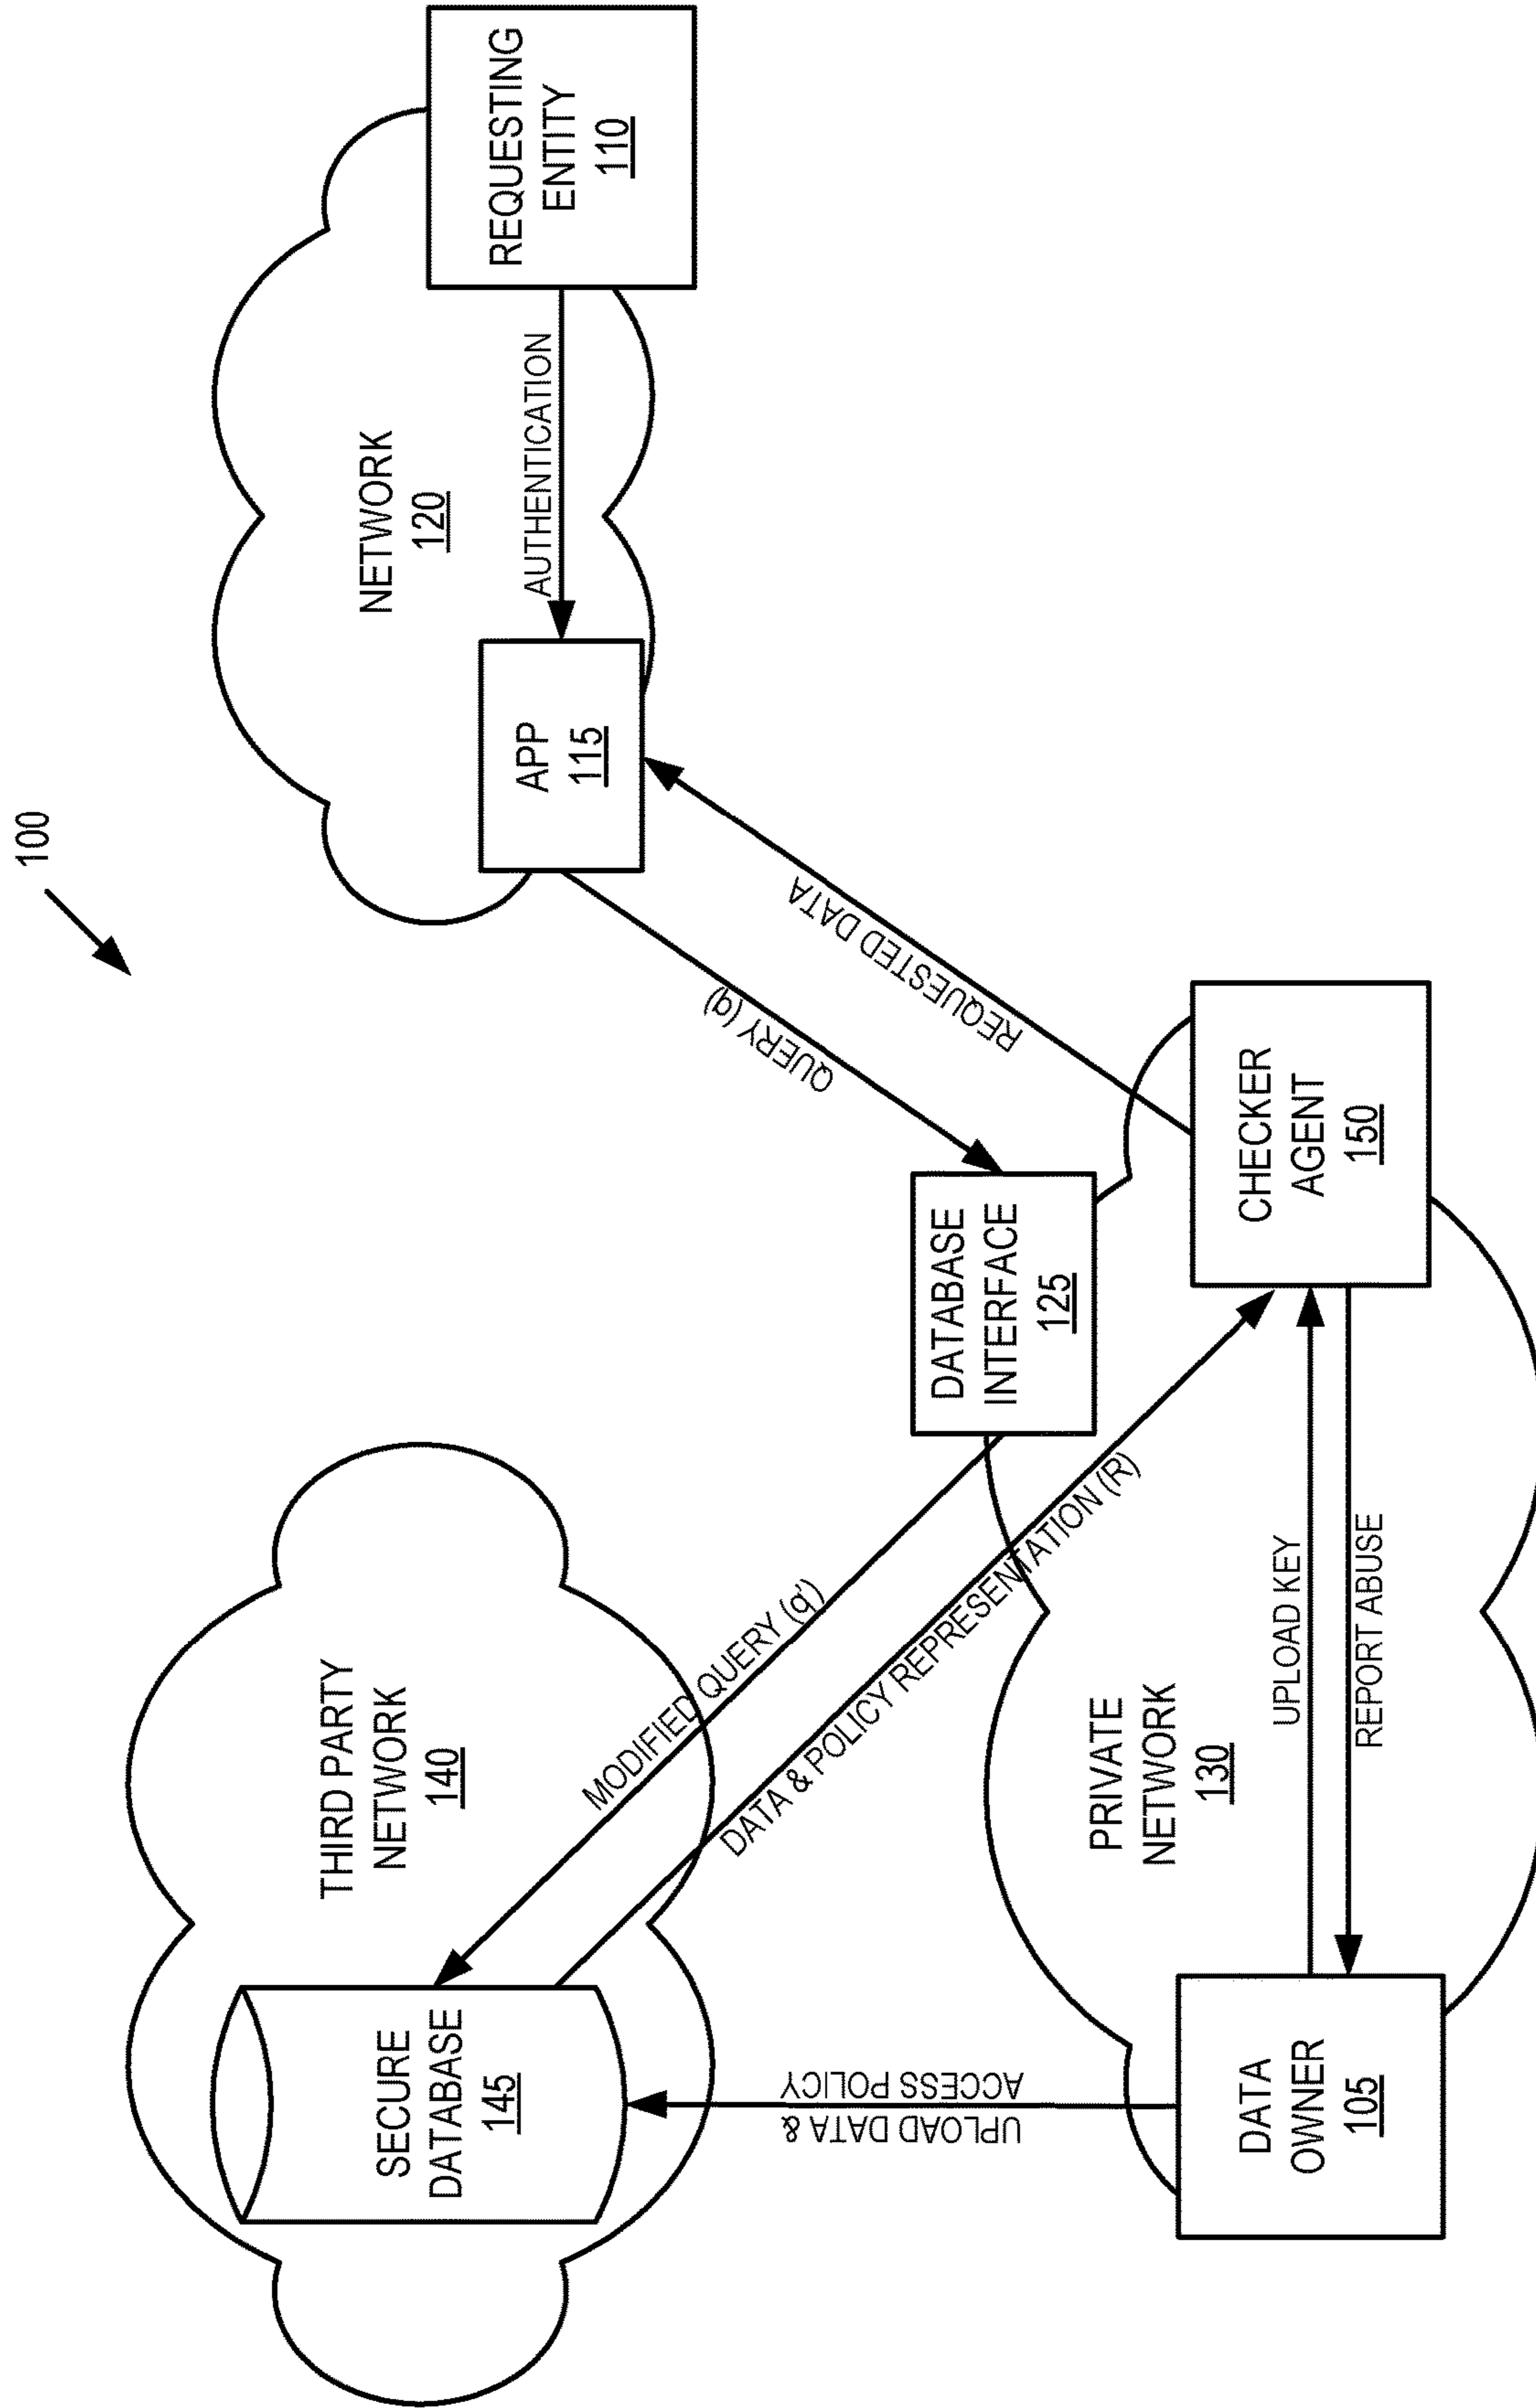 100
THIRD PARTY
NETWORK
140
SECURE
DATABASE
145
NETWORK
120
REQUESTING
ENTITY
110
AUTHENTICATION
APP
115
QUERY (q)
REQUESTED DATA
MODIFIED QUERY (q')
DATA & POLICY REPRESENTATION (R)
DATABASE
INTERFACE
125
UPLOAD DATA &
ACCESS POLICY
PRIVATE
NETWORK
130
DATA
OWNER
105
UPLOAD KEY
REPORT ABUSE
CHECKER
AGENT
150